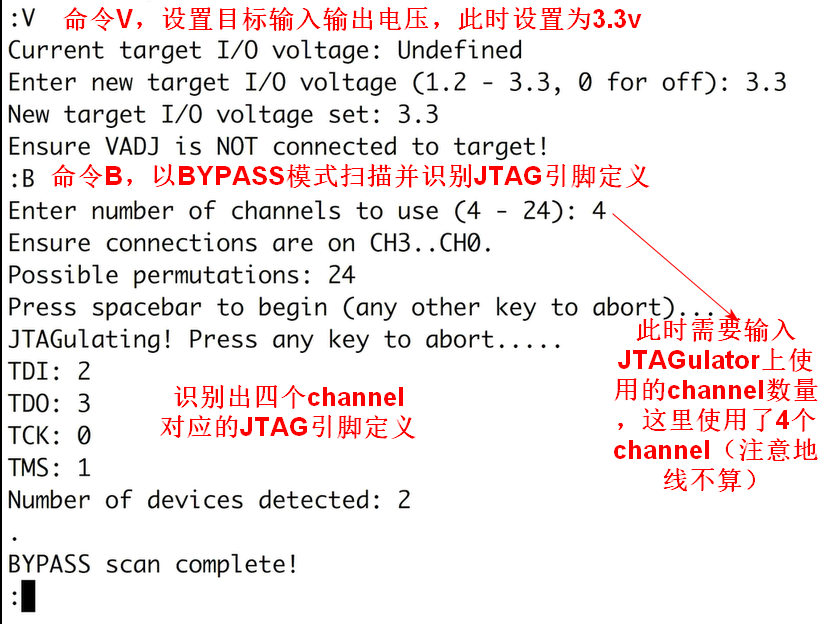 :V 命令V，设置目标输入输出电压，此时设置为3.3v
Current target I/O voltage: Undefined
Enter new target I/O voltage (1.2 - 3.3, 0 for off): 3.3
New target I/O voltage set: 3.3
Ensure VADJ is NOT connected to target!
:B 命令B，以BYPASS模式扫描并识别JTAG引脚定义
Enter number of channels to use (4 - 24): 4
Ensure connections are on CH3..CH0.
Possible permutations: 24
Press spacebar to begin (any other key to abort)...
JTAGulating! Press any key to abort.....
TDI: 2
TDO: 3
TCK: 0
TMS: 1
识别出四个channel
对应的JTAG引脚定义
此时需要输入
JTAGulator上使
用的channel数量
，这里使用了4个
channel（注意地
线不算）
Number of devices detected: 2
.
BYPASS scan complete!
: